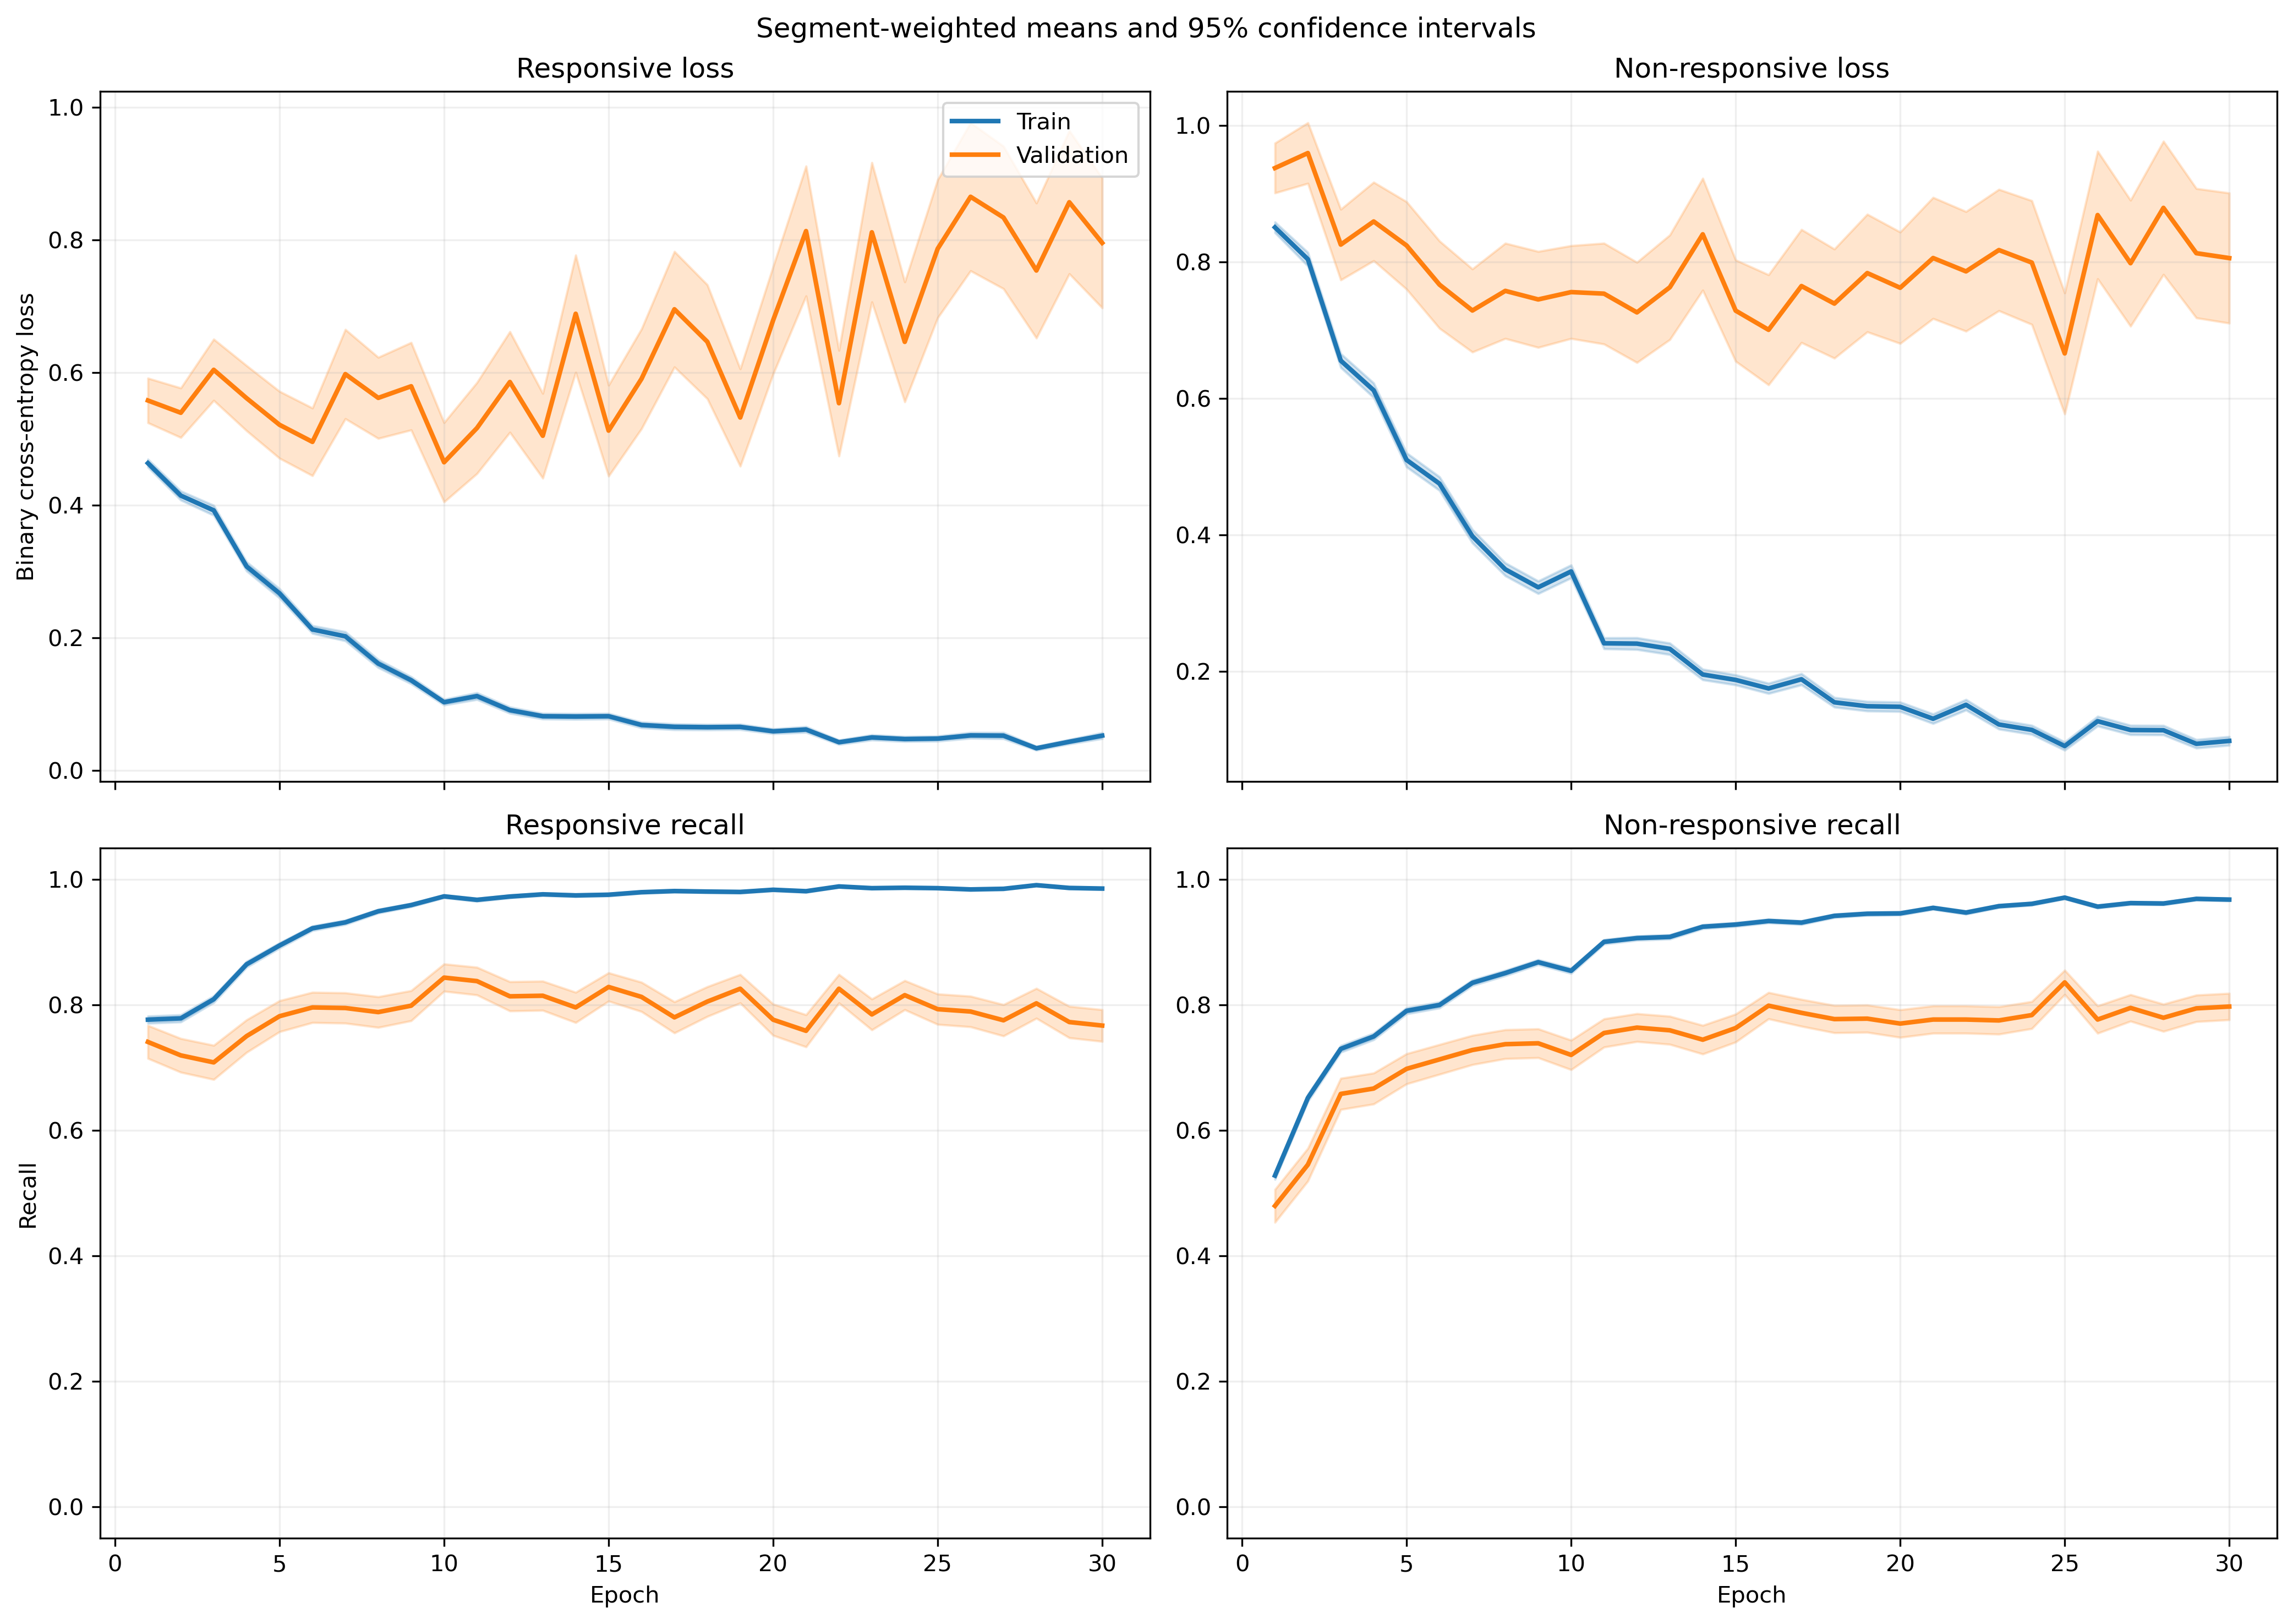 Segment-weighted means and 95% confidence intervals
Responsive loss
Non-responsive loss
Train
Validation
Binary cross-entropy loss
1.0
0.8
0.6
0.4
0.2
0.0
1.0
0.8
0.6
0.4
0.2
Responsive recall
Non-responsive recall
Recall
1.0
0.8
0.6
0.4
0.2
0.0
1.0
0.8
0.6
0.4
0.2
0.0
0 5 10 15 20 25 30
0 5 10 15 20 25 30
Epoch
Epoch